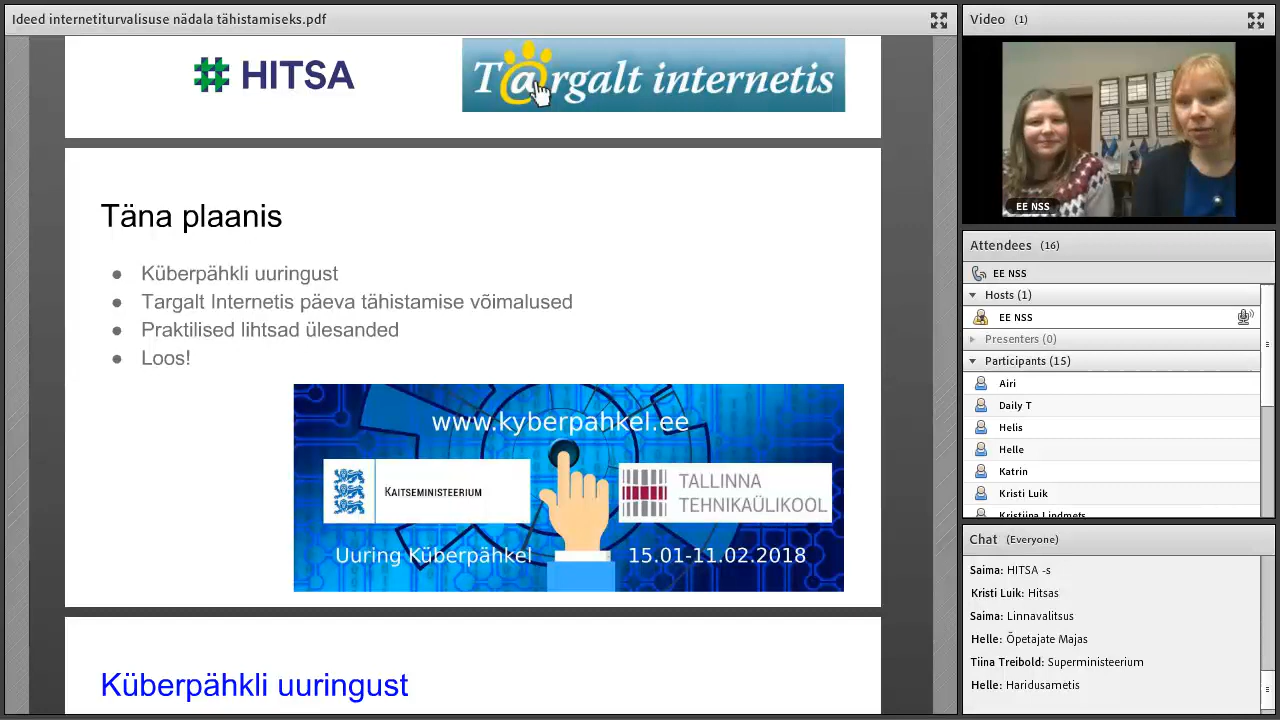 Ideed internetiturvalisuse nädala tähistamiseks.pdf
HITSA
T@rgalt internetis
Täna plaanis
● Küberpähkli uuringust
● Targalt Internetis päeva tähistamise võimalused
● Praktilised lihtsad ülesanded
● Loos!
www.kyberpahkel.ee
KAITSEMINISTEERIUM
TALLINNA
TEHNIKAÜLIKOOL
Uuring Küberpähkel
15.01-11.02.2018
Küberpähkli uuringust
Video (1)
EE NSS
Attendees (16)
EE NSS
Hosts (1)
EE NSS
Presenters (0)
Participants (15)
Airi
Daily T
Helis
Helle
Katrin
Kristi Luik
Kristiina Lindmets
Chat (Everyone)
Saima: HITSA -s
Kristi Luik: Hitsas
Saima: Linnavalitsus
Helle: Õpetajate Majas
Tiina Treibold: Superministeerium
Helle: Haridusametis